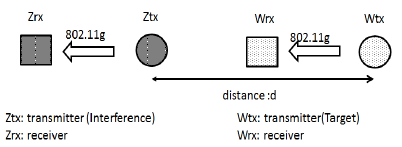 Zrx Ztx Wrx Wtx
802.11g 802.11g
distance :d
Ztx: transmitter (Interference) Wtx: transmitter(Target)
Zrx: receiver Wrx: receiver